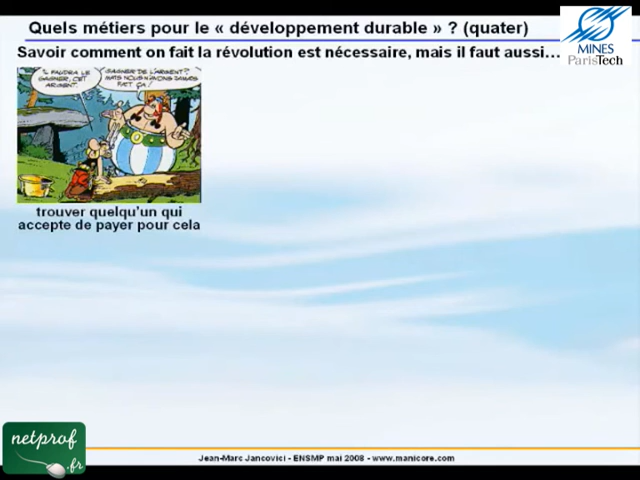 Quels métiers pour le « développement durable » ? (quater)
MINES
ParisTech
Savoir comment on fait la révolution est nécessaire, mais il faut aussi…
IL FAUDRA LE
GAGNER, CET
ARGENT.
GAGNER DE L'ARGENT?
MAIS NOUS N'AVONS JAMAIS
FAIT ÇA!
trouver quelqu'un qui
accepte de payer pour cela
netprof
.fr
Jean-Marc Jancovici - ENSMP mai 2008 - www.manicore.com